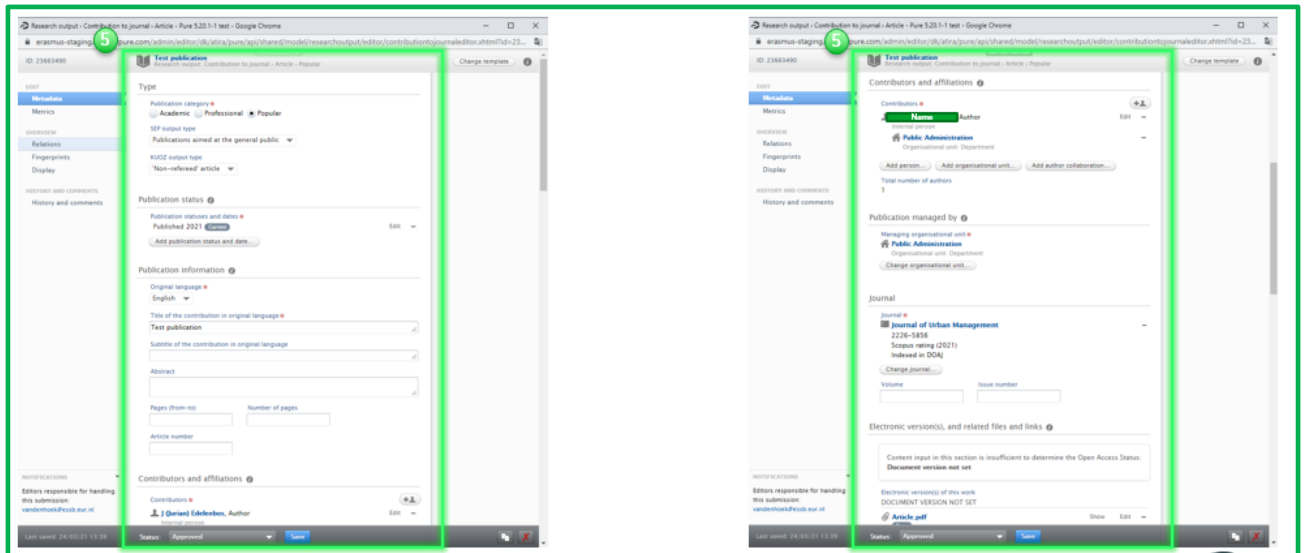 Research output › Contribution to journal › Article - Pure 5.20.1-1 test - Google Chrome
erasmus-staging. pure.com/admin/editor/dk/atira/pure/api/shared/model/researchoutput/editor/contributiontojournaleditor.xhtml?id=23...
5
ID: 23663490
Test publication
Research output: Contribution to journal › Article › Popular
Change template
EDIT
Metadata
Metrics
OVERVIEW
Relations
Fingerprints
Display
HISTORY AND COMMENTS
History and comments
Type
Publication category
Academic Professional Popular
SEP output type
Publications aimed at the general public
KUOZ output type
'Non-refereed' article
Publication status
Publication statuses and dates
Published 2021 Current Edit
Add publication status and date...
Publication information
Original language
English
Title of the contribution in original language
Test publication
Subtitle of the contribution in original language
Abstract
Pages (from-to) Number of pages
Article number
Contributors and affiliations
Contributors
J (Jurian) Edelenbos, Author Edit
Internal person
NOTIFICATIONS
Editors responsible for handling
this submission:
vandenhoek@essb.eur.nl
Last saved: 24/03/21 13:39
Status: Approved Save
Research output › Contribution to journal › Article - Pure 5.20.1-1 test - Google Chrome
erasmus-staging. pure.com/admin/editor/dk/atira/pure/api/shared/model/researchoutput/editor/contributiontojournaleditor.xhtml?id=23...
5
ID: 23663490
Test publication
Research output: Contribution to journal › Article › Popular
Change template
EDIT
Metadata
Metrics
OVERVIEW
Relations
Fingerprints
Display
HISTORY AND COMMENTS
History and comments
Contributors and affiliations
Contributors
Name Author Edit
Internal person
Public Administration
Organisational unit: Department
Add person... Add organisational unit... Add author collaboration...
Total number of authors
1
Publication managed by
Managing organisational unit
Public Administration
Organisational unit: Department
Change organisational unit...
Journal
Journal
Journal of Urban Management
2226-5856
Scopus rating (2021)
Indexed in DOAJ
Change journal...
Volume Issue number
Electronic version(s), and related files and links
Content input in this section is insufficient to determine the Open Access Status:
Document version not set
Electronic version(s) of this work
DOCUMENT VERSION NOT SET
Article.pdf Show Edit
NOTIFICATIONS
Editors responsible for handling
this submission:
vandenhoek@essb.eur.nl
Last saved: 24/03/21 13:39
Status: Approved Save